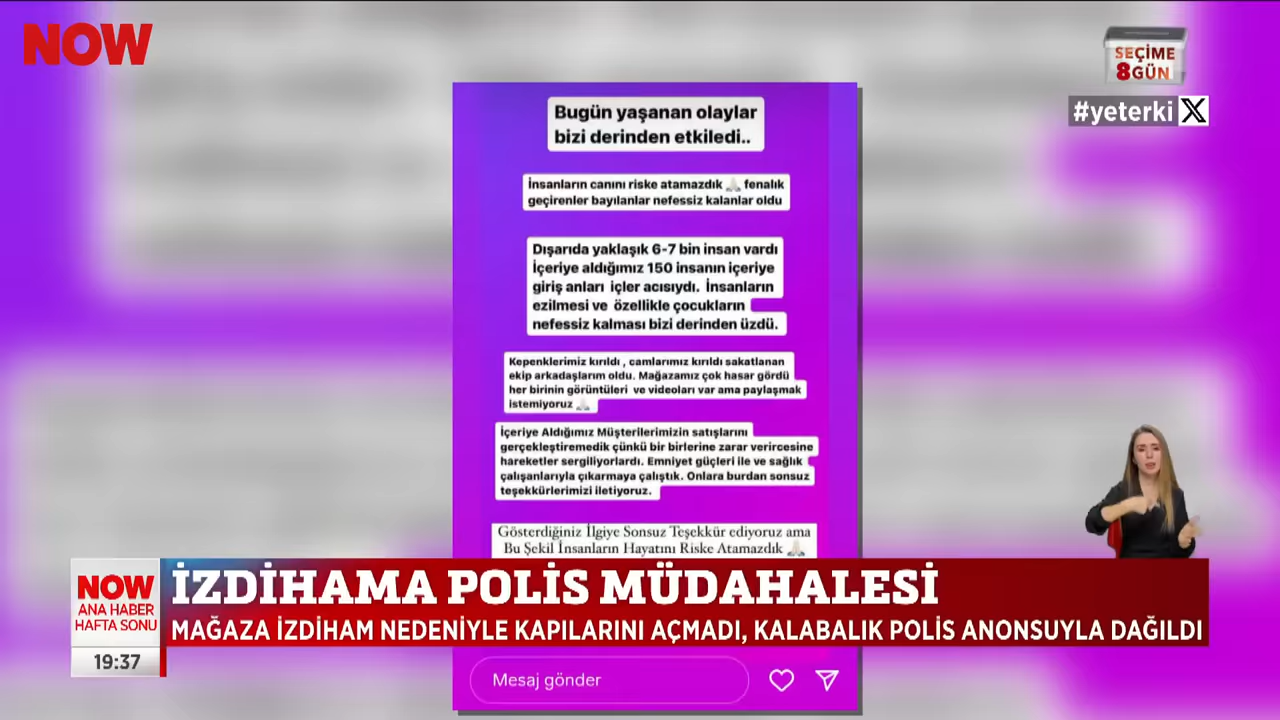 NOW
SEÇİME
8GÜN
#yeterki X
Bugün yaşanan olaylar
bizi derinden etkiledi..
İnsanların canını riske atamazdık 🙏🏻 fenalık
geçirenler bayılanlar nefessiz kalanlar oldu
Dışarıda yaklaşık 6-7 bin insan vardı
İçeriye aldığımız 150 insanın içeriye
giriş anları içler acısıydı. İnsanların
ezilmesi ve özellikle çocukların
nefessiz kalması bizi derinden üzdü.
Kepenklerimiz kırıldı , camlarımız kırıldı sakatlanan
ekip arkadaşlarım oldu. Mağazamız çok hasar gördü
her birinin görüntüleri ve videoları var ama paylaşmak
istemiyoruz 🙏🏻
İçeriye Aldığımız Müşterilerimizin satışlarını
gerçekleştiremedik çünkü bir birlerine zarar verircesine
hareketler sergiliyorlardı. Emniyet güçleri ile ve sağlık
çalışanlarıyla çıkarmaya çalıştık. Onlara burdan sonsuz
teşekkürlerimizi iletiyoruz.
Gösterdiğiniz İlgiye Sonsuz Teşekkür ediyoruz ama
Bu Şekil İnsanların Hayatını Riske Atamazdık 🙏🏻
NOW
ANA HABER
HAFTA SONU
19:37
İZDİHAMA POLİS MÜDAHALESİ
MAĞAZA İZDİHAM NEDENİYLE KAPILARINI AÇMADI, KALABALIK POLİS ANONSUYLA DAĞILDI
Mesaj gönder